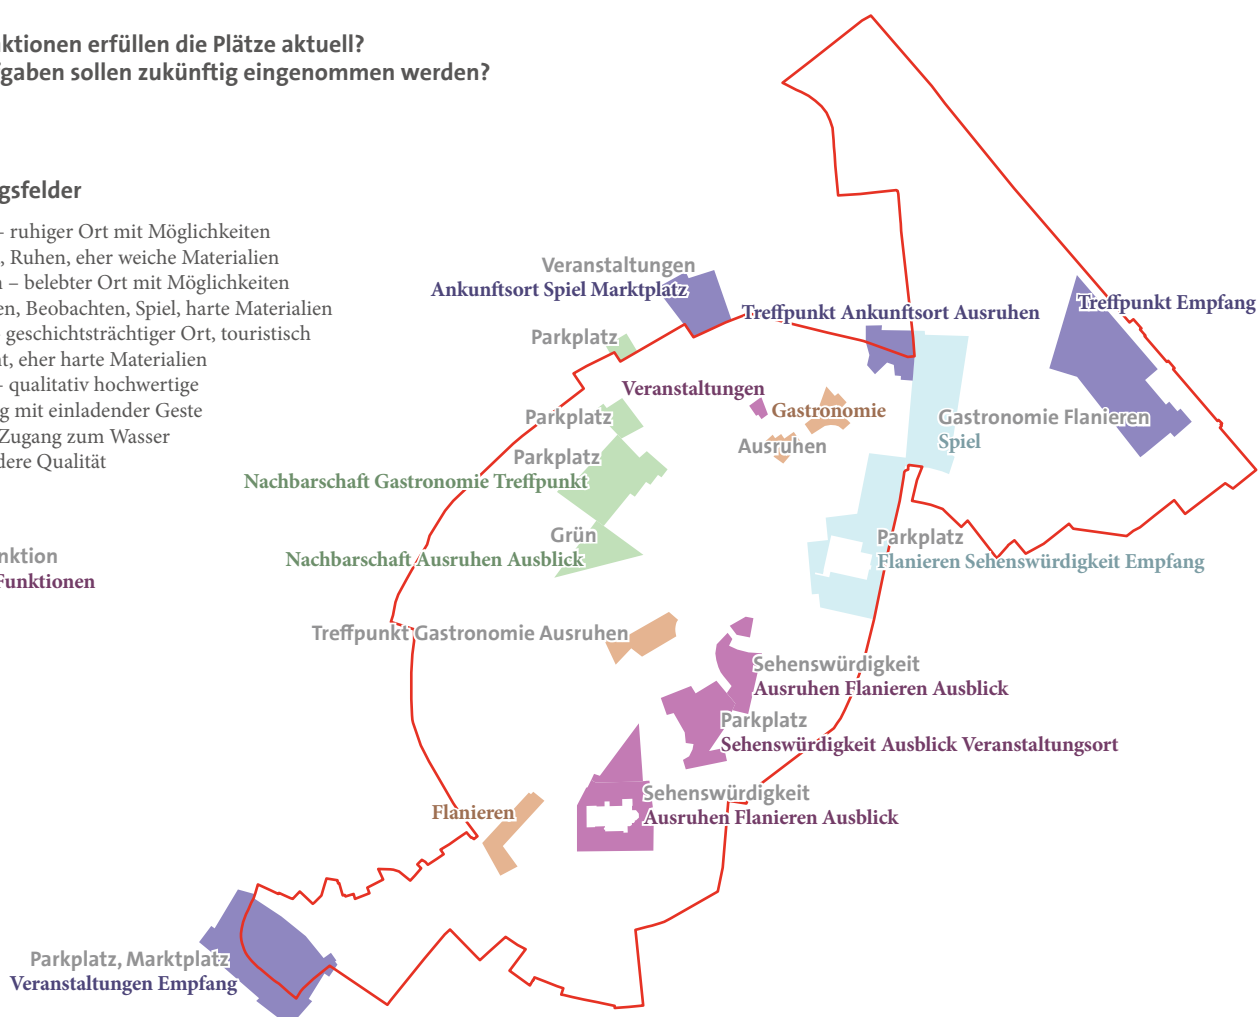 ktionen erfüllen die Plätze aktuell?
fgaben sollen zukünftig eingenommen werden?
gsfelder
– ruhiger Ort mit Möglichkeiten
, Ruhen, eher weiche Materialien
n – belebter Ort mit Möglichkeiten
en, Beobachten, Spiel, harte Materialien
– geschichtsträchtiger Ort, touristisch
nt, eher harte Materialien
– qualitativ hochwertige
g mit einladender Geste
Zugang zum Wasser
dere Qualität
nktion
Funktionen
Veranstaltungen
Ankunftsort Spiel Marktplatz
Treffpunkt Ankunftsort Ausruhen
Treffpunkt Empfang
Parkplatz
Veranstaltungen
Gastronomie
Parkplatz
Gastronomie Flanieren
Spiel
Ausruhen
Parkplatz
Nachbarschaft Gastronomie Treffpunkt
Grün
Nachbarschaft Ausruhen Ausblick
Parkplatz
Flanieren Sehenswürdigkeit Empfang
Treffpunkt Gastronomie Ausruhen
Sehenswürdigkeit
Ausruhen Flanieren Ausblick
Parkplatz
Sehenswürdigkeit Ausblick Veranstaltungsort
Sehenswürdigkeit
Ausruhen Flanieren Ausblick
Flanieren
Parkplatz, Marktplatz
Veranstaltungen Empfang